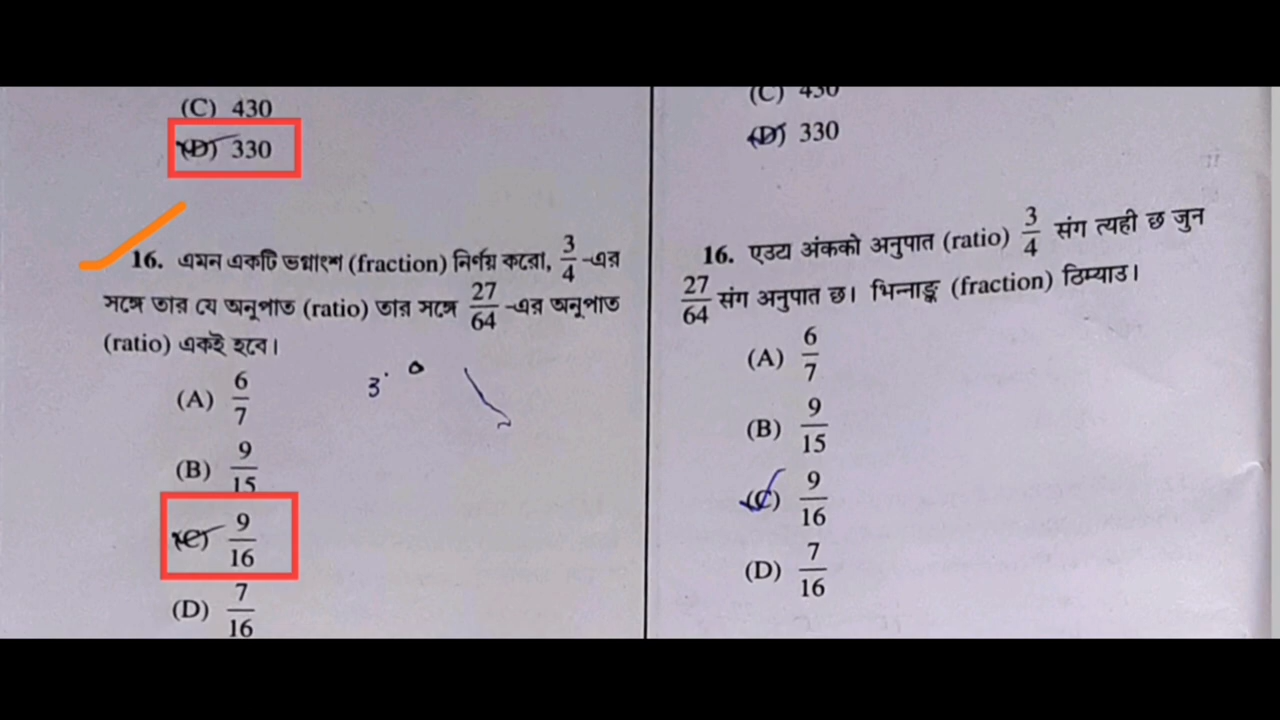 (C) 430
(D) 330
16. এমন একটি ভগ্নাংশ (fraction) নির্ণয় করো, 3/4 -এর
সঙ্গে তার যে অনুপাত (ratio) তার সঙ্গে 27/64 -এর অনুপাত
(ratio) একই হবে।
(A) 6/7
(B) 9/15
(C) 9/16
(D) 7/16
3
(C) 430
(D) 330
16. एउटा अंकको अनुपात (ratio) 3/4 संग त्यही छ जुन
27/64 संग अनुपात छ। भिन्नाङ्क (fraction) ठिम्याउ।
(A) 6/7
(B) 9/15
(C) 9/16
(D) 7/16